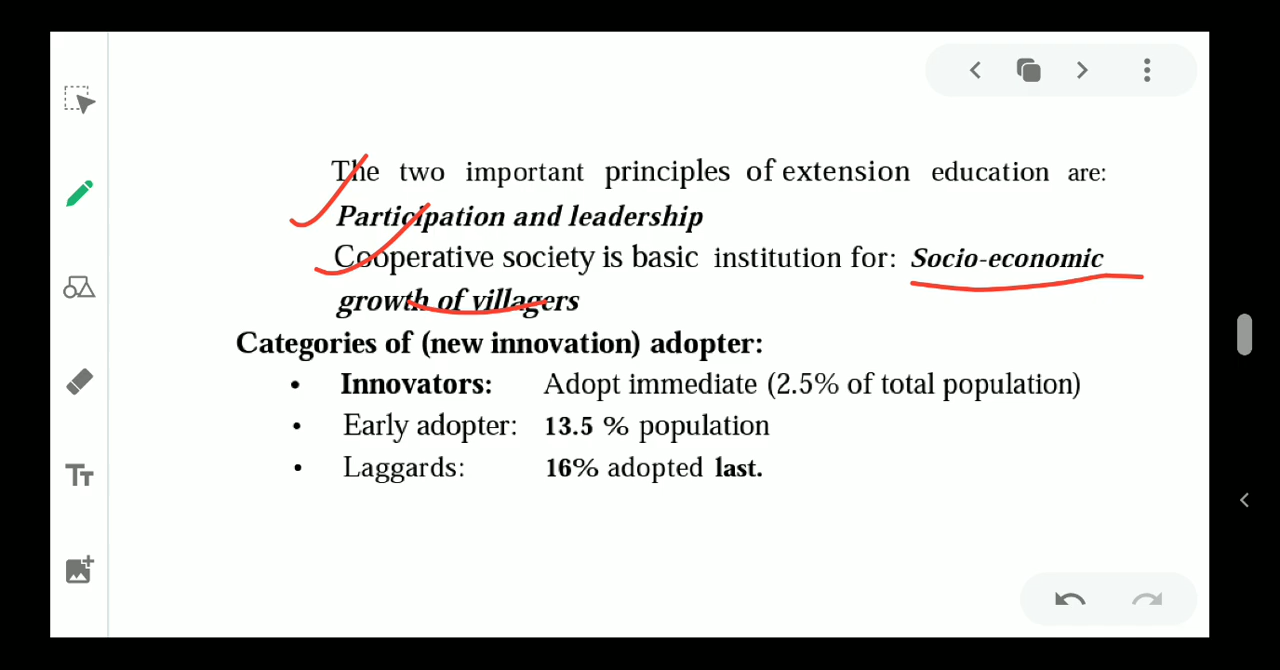 The two important principles of extension education are:
Participation and leadership
Cooperative society is basic institution for: Socio-economic
growth of villagers
Categories of (new innovation) adopter:
• Innovators: Adopt immediate (2.5% of total population)
• Early adopter: 13.5 % population
• Laggards: 16% adopted last.
Tт